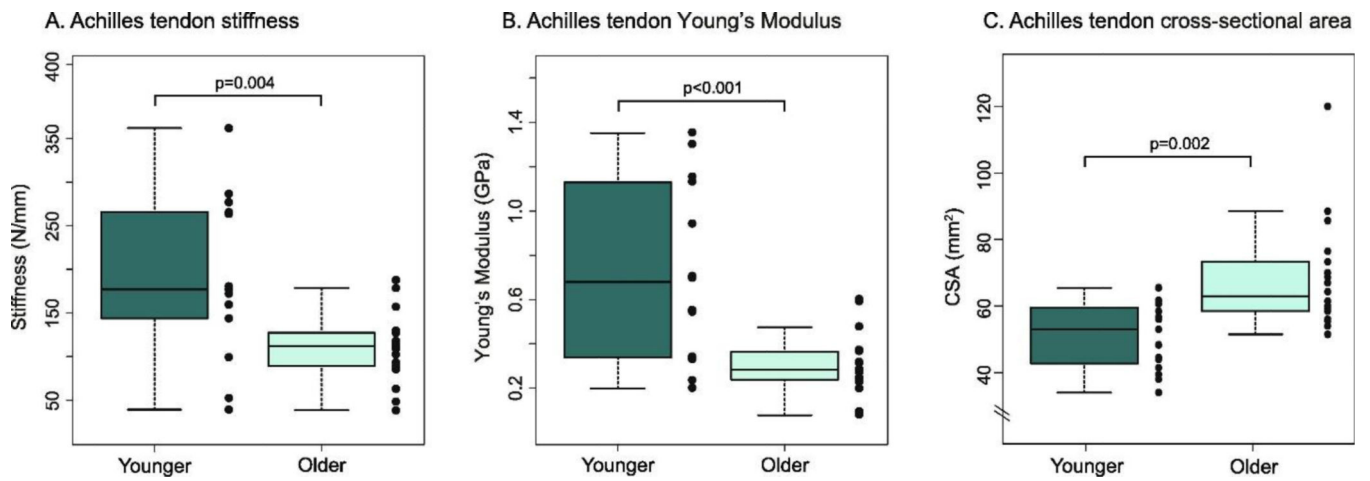 A. Achilles tendon stiffness
400
350
250
150
50
Stiffness (N/mm)
p=0.004
Younger
Older
B. Achilles tendon Young's Modulus
1.4
1.0
0.6
0.2
Young's Modulus (GPa)
p<0.001
Younger
Older
C. Achilles tendon cross-sectional area
120
100
80
60
40
CSA (mm²)
p=0.002
Younger
Older